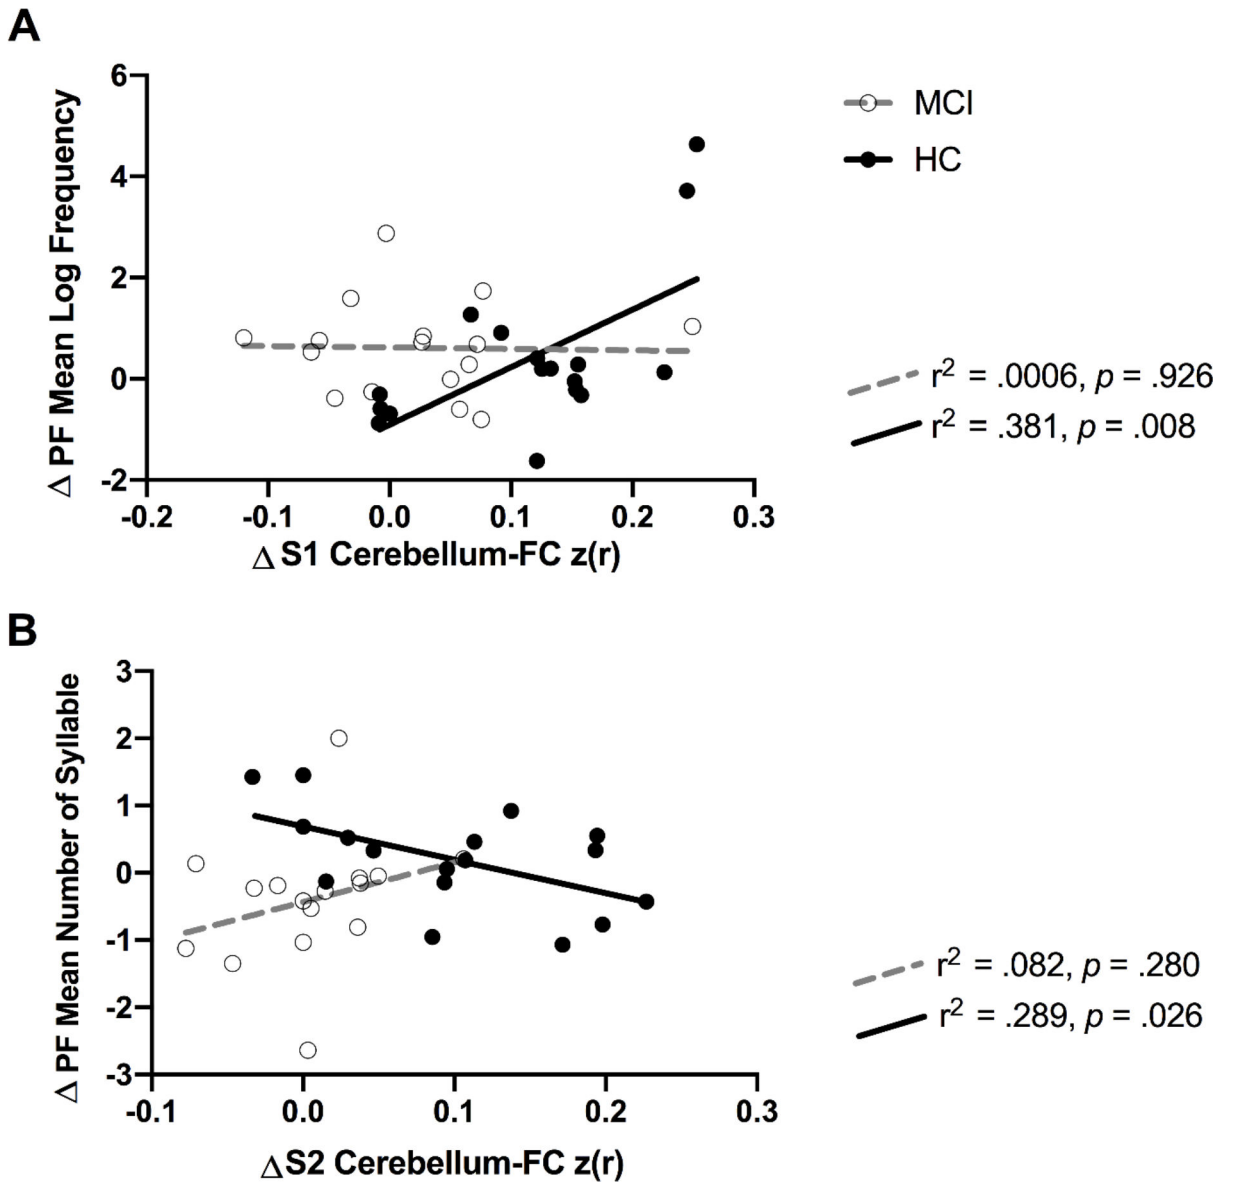 A
6
4
2
0
-2
-0.2 -0.1 0.0 0.1 0.2 0.3
Δ PF Mean Log Frequency
Δ S1 Cerebellum-FC z(r)
MCI
HC
r² = .0006, p = .926
r² = .381, p = .008
B
3
2
1
0
-1
-2
-3
-0.1 0.0 0.1 0.2 0.3
Δ PF Mean Number of Syllable
ΔS2 Cerebellum-FC z(r)
r² = .082, p = .280
r² = .289, p = .026